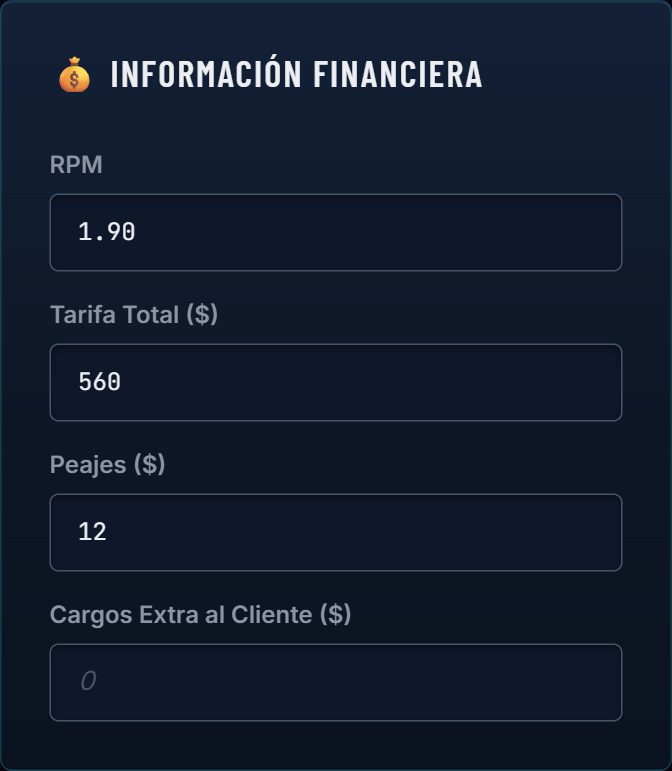 INFORMACIÓN FINANCIERA
RPM
1.90
Tarifa Total ($)
560
Peajes ($)
12
Cargos Extra al Cliente ($)
0